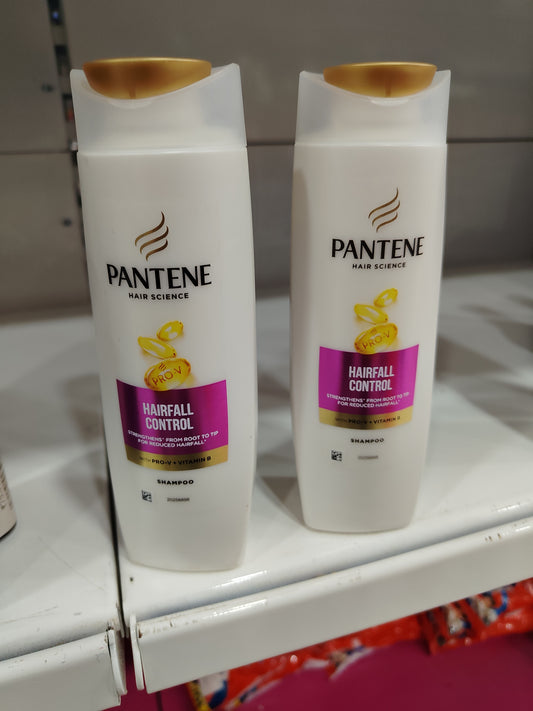 PANTENE
HAIR SCIENCE
PRO-V
HAIRFALL
CONTROL
STRENGTHENS* FROM ROOT TO TIP
FOR REDUCED HAIRFALL*
WITH PRO-V + VITAMIN B
SHAMPOO
PANTENE
HAIR SCIENCE
PRO-V
HAIRFALL
CONTROL
STRENGTHENS* FROM ROOT TO TIP
FOR REDUCED HAIRFALL*
WITH PRO-V + VITAMIN B
SHAMPOO